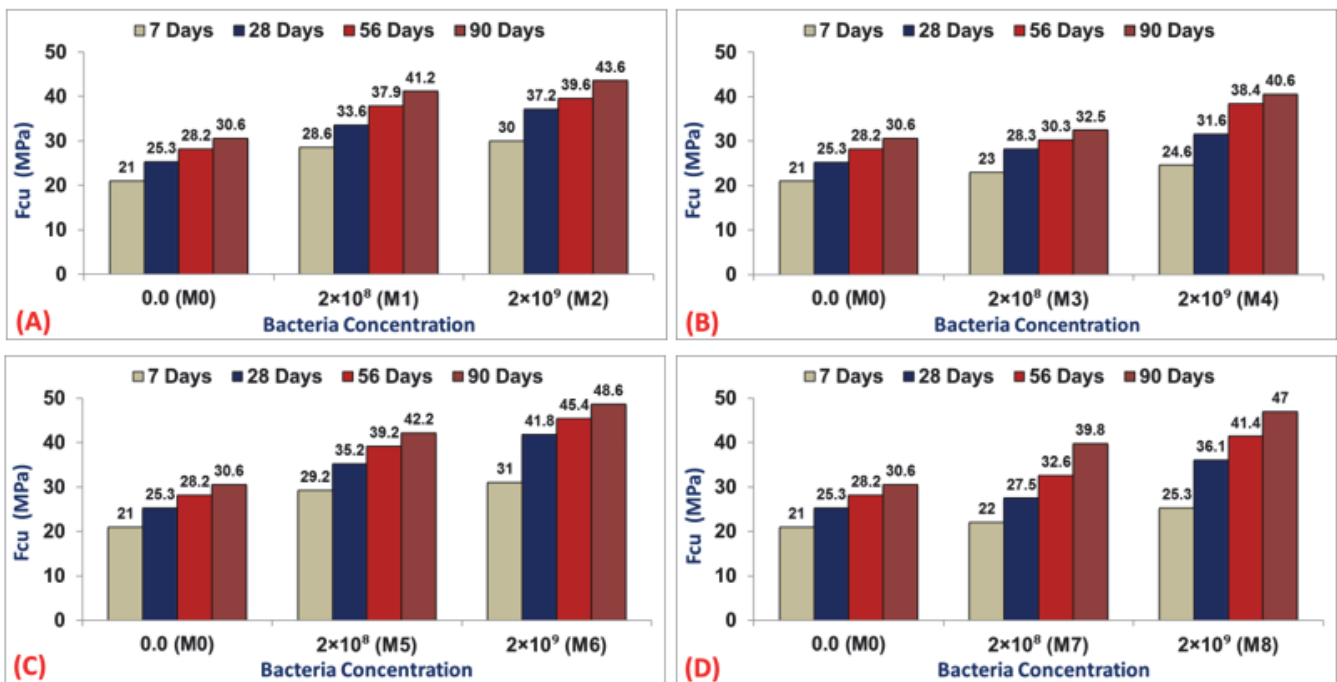 7 Days 28 Days 56 Days 90 Days
50
40
30
20
10
0
Fcu (MPa)
21 25.3 28.2 30.6
28.6 33.6 37.9 41.2
30 37.2 39.6 43.6
0.0 (M0) 2×10⁸ (M1) 2×10⁹ (M2)
Bacteria Concentration
(A)
7 Days 28 Days 56 Days 90 Days
50
40
30
20
10
0
Fcu (MPa)
21 25.3 28.2 30.6
23 28.3 30.3 32.5
24.6 31.6 38.4 40.6
0.0 (M0) 2×10⁸ (M3) 2×10⁹ (M4)
Bacteria Concentration
(B)
7 Days 28 Days 56 Days 90 Days
50
40
30
20
10
0
Fcu (MPa)
21 25.3 28.2 30.6
29.2 35.2 39.2 42.2
31 41.8 45.4 48.6
0.0 (M0) 2×10⁸ (M5) 2×10⁹ (M6)
Bacteria Concentration
(C)
7 Days 28 Days 56 Days 90 Days
50
40
30
20
10
0
Fcu (MPa)
21 25.3 28.2 30.6
22 27.5 32.6 39.8
25.3 36.1 41.4 47
0.0 (M0) 2×10⁸ (M7) 2×10⁹ (M8)
Bacteria Concentration
(D)